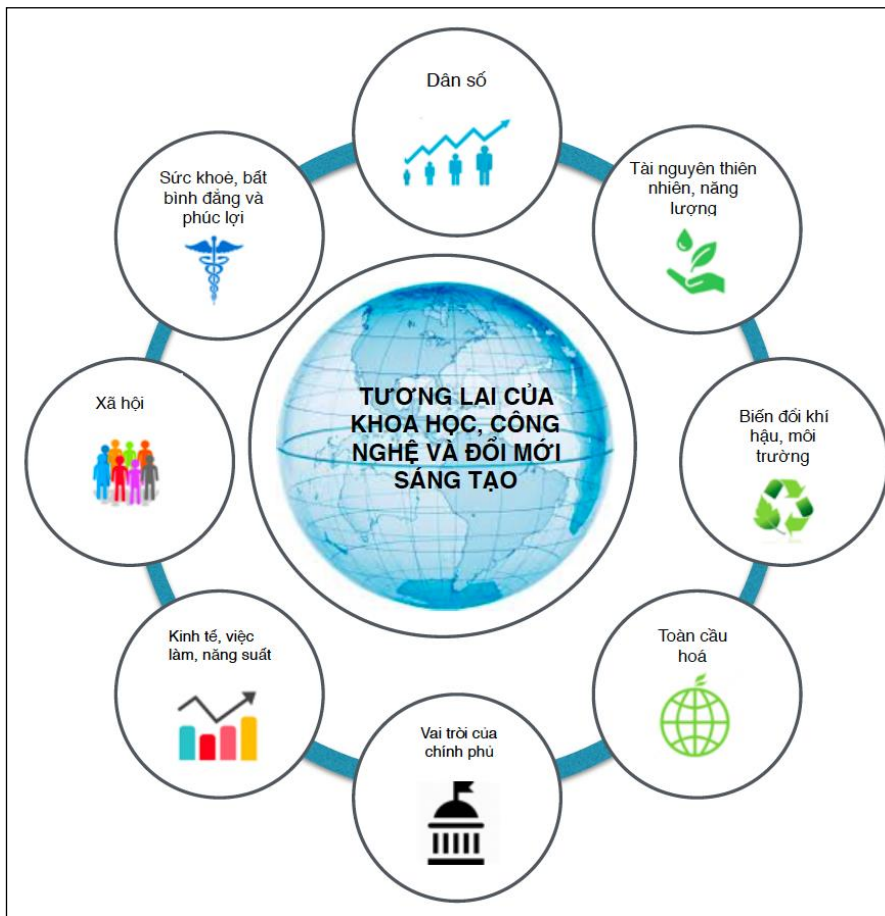 Dân số
Tài nguyên thiên
nhiên, năng
lượng
Biến đổi khí
hậu, môi
trường
Toàn cầu
hoá
Vai tròi của
chính phủ
Kinh tế, việc
làm, năng suất
Xã hội
Sức khoẻ, bất
bình đẳng và
phúc lợi
TƯƠNG LAI CỦA
KHOA HỌC, CÔNG
NGHỆ VÀ ĐỔI MỚI
SÁNG TẠO